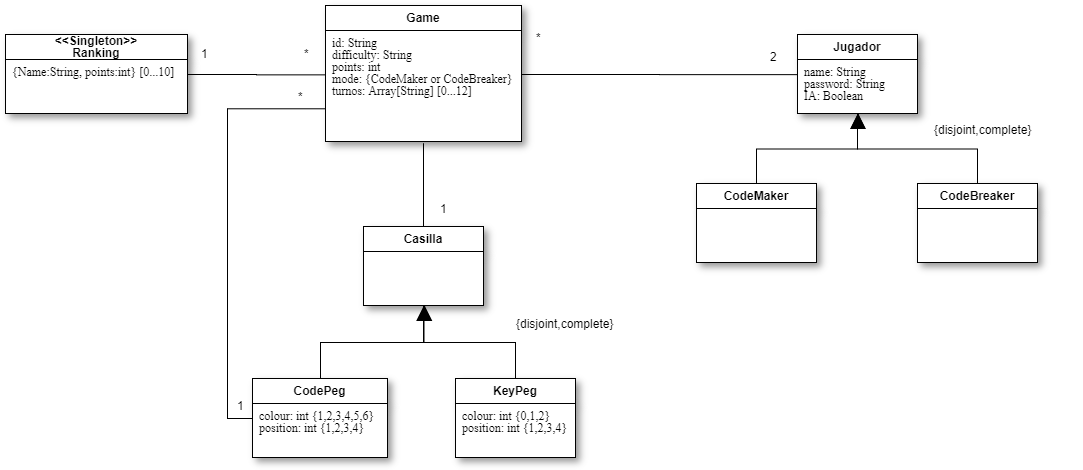 <<Singleton>>
Ranking
{Name:String, points:int} [0...10]
1
*
*
Game
id: String
difficulty: String
points: int
mode: {CodeMaker or CodeBreaker}
turnos: Array[String] [0...12]
*
2
Jugador
name: String
password: String
IA: Boolean
{disjoint,complete}
CodeMaker
CodeBreaker
1
Casilla
{disjoint,complete}
1
CodePeg
colour: int {1,2,3,4,5,6}
position: int {1,2,3,4}
KeyPeg
colour: int {0,1,2}
position: int {1,2,3,4}